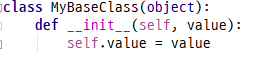 class MyBaseClass(object):
    def __init__(self, value):
        self.value = value